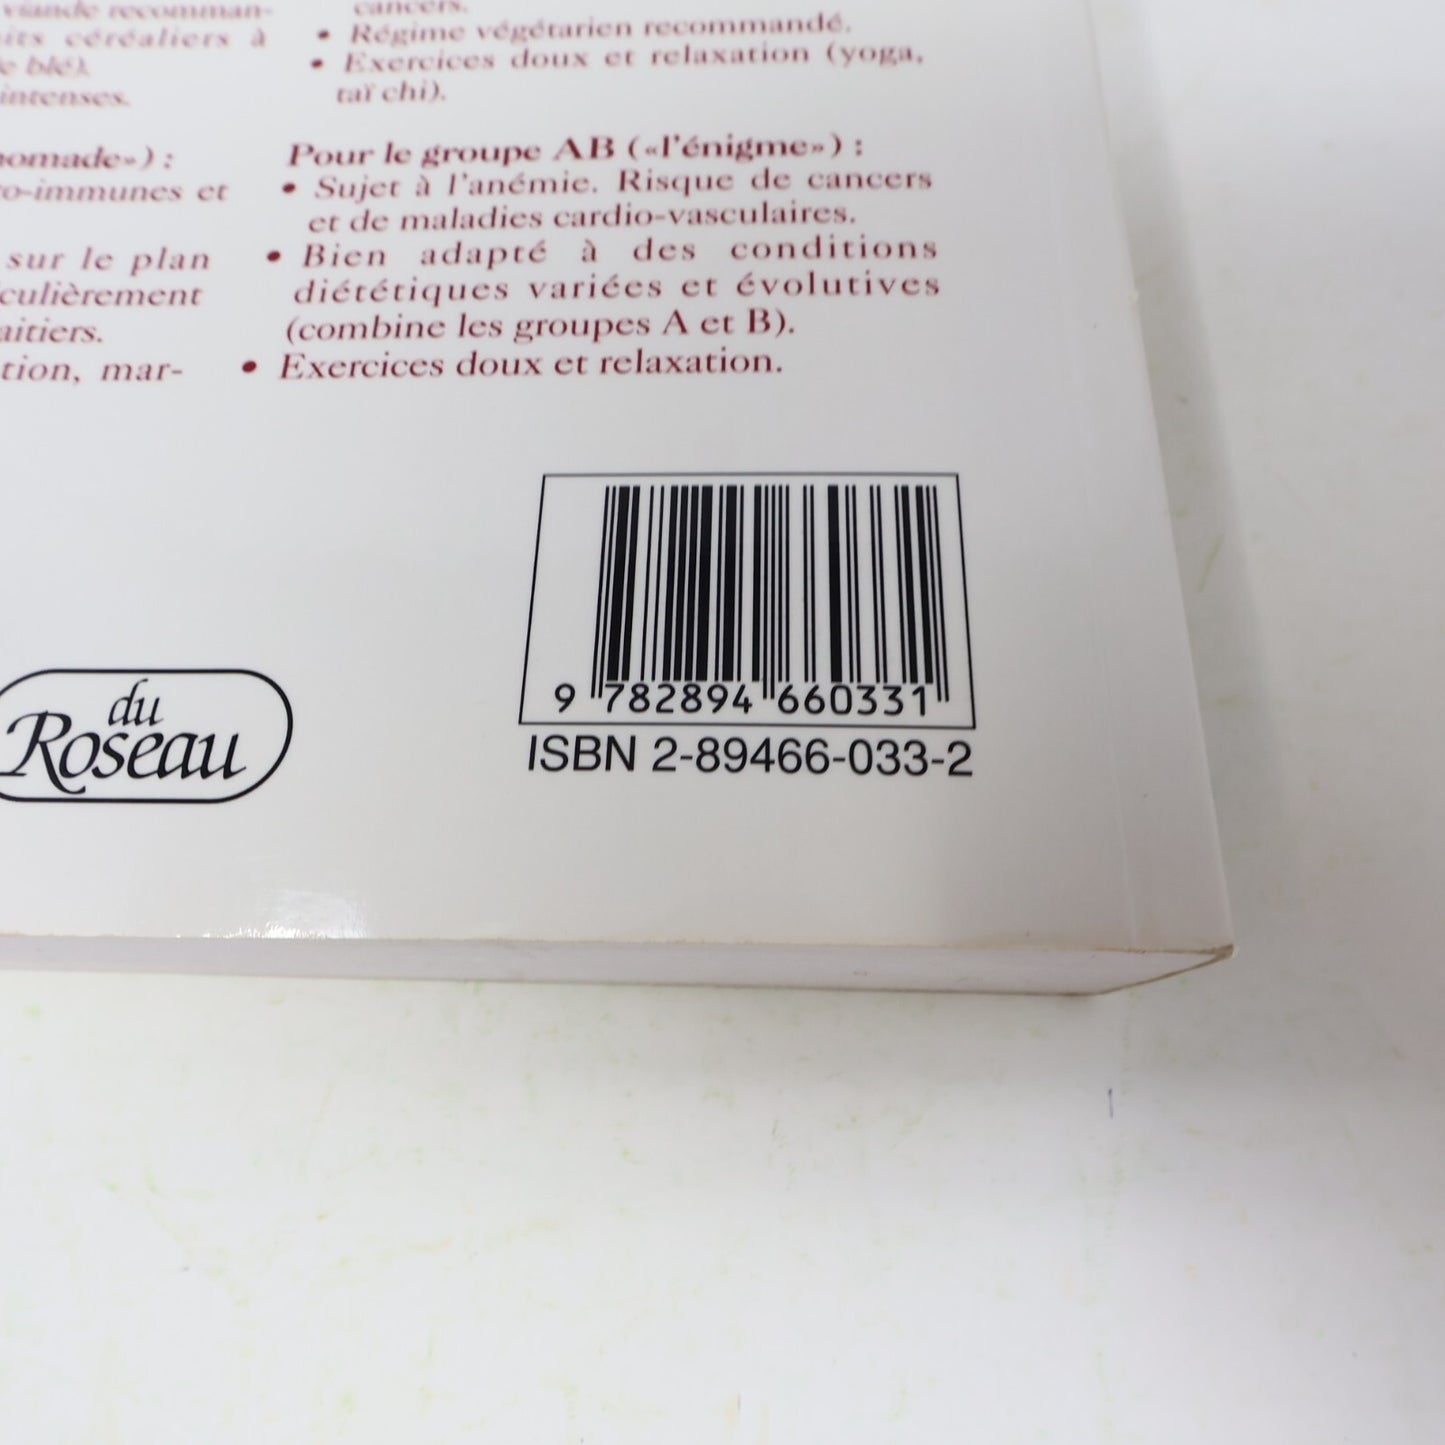 viande recomman-
its céréaliers à
e blé).
intenses.
nomade») :
o-immunes et
sur le plan
culièrement
aitiers.
tion, mar-
cancers.
• Régime végétarien recommandé.
• Exercices doux et relaxation (yoga,
taï chi).
Pour le groupe AB («l'énigme») :
• Sujet à l'anémie. Risque de cancers
et de maladies cardio-vasculaires.
• Bien adapté à des conditions
diététiques variées et évolutives
(combine les groupes A et B).
• Exercices doux et relaxation.
du
Roseau
9 782894 660331
ISBN 2-89466-033-2